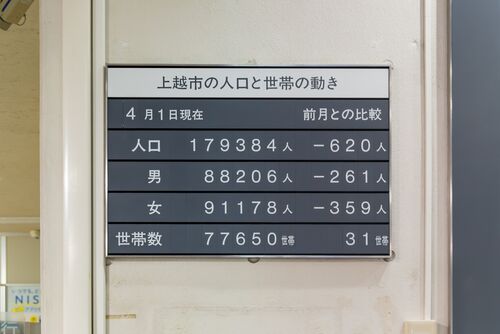 上越市の人口と世帯の動き
4月1日現在 前月との比較
人口 179384人 -620人
男 88206人 -261人
女 91178人 -359人
世帯数 77650世帯 31世帯
NIS